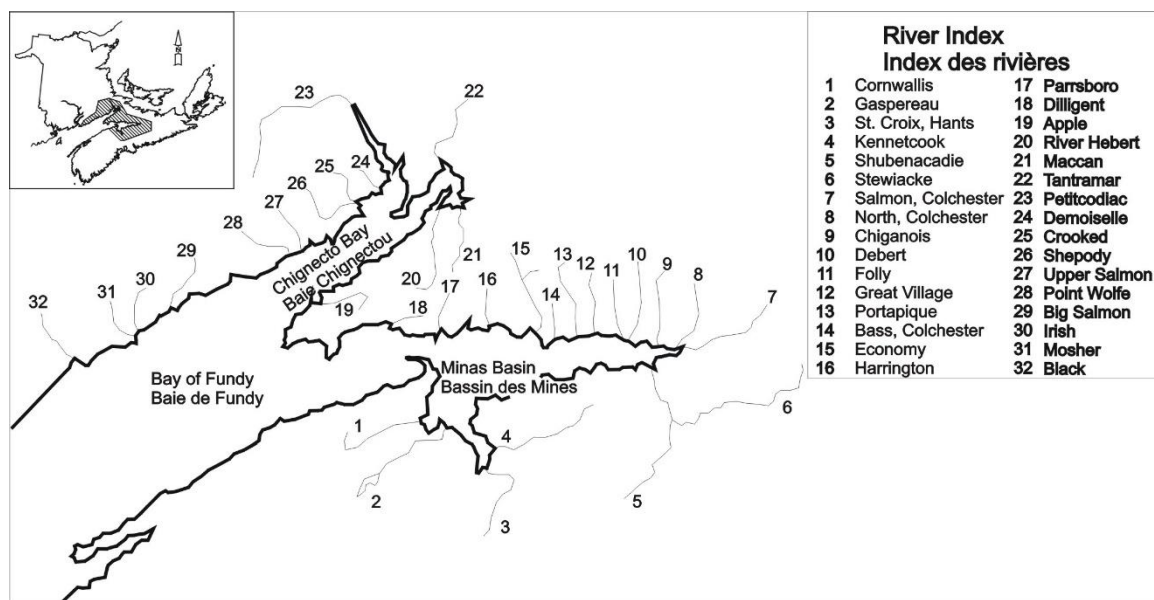 River Index
Index des rivières
1 Cornwallis
2 Gaspereau
3 St. Croix, Hants
4 Kennetcook
5 Shubenacadie
6 Stewiacke
7 Salmon, Colchester
8 North, Colchester
9 Chiganois
10 Debert
11 Folly
12 Great Village
13 Portapique
14 Bass, Colchester
15 Economy
16 Harrington
17 Parrsboro
18 Dilligent
19 Apple
20 River Hebert
21 Maccan
22 Tantramar
23 Petitcodiac
24 Demoiselle
25 Crooked
26 Shepody
27 Upper Salmon
28 Point Wolfe
29 Big Salmon
30 Irish
31 Mosher
32 Black
N
23
22
24
25
26
27
28
29
30
31
32
Chignecto Bay
Baie Chignectou
21
20
19
18
17
16
15
14
13
12
11
10
9
8
7
Minas Basin
Bassin des Mines
Bay of Fundy
Baie de Fundy
1
2
3
4
5
6